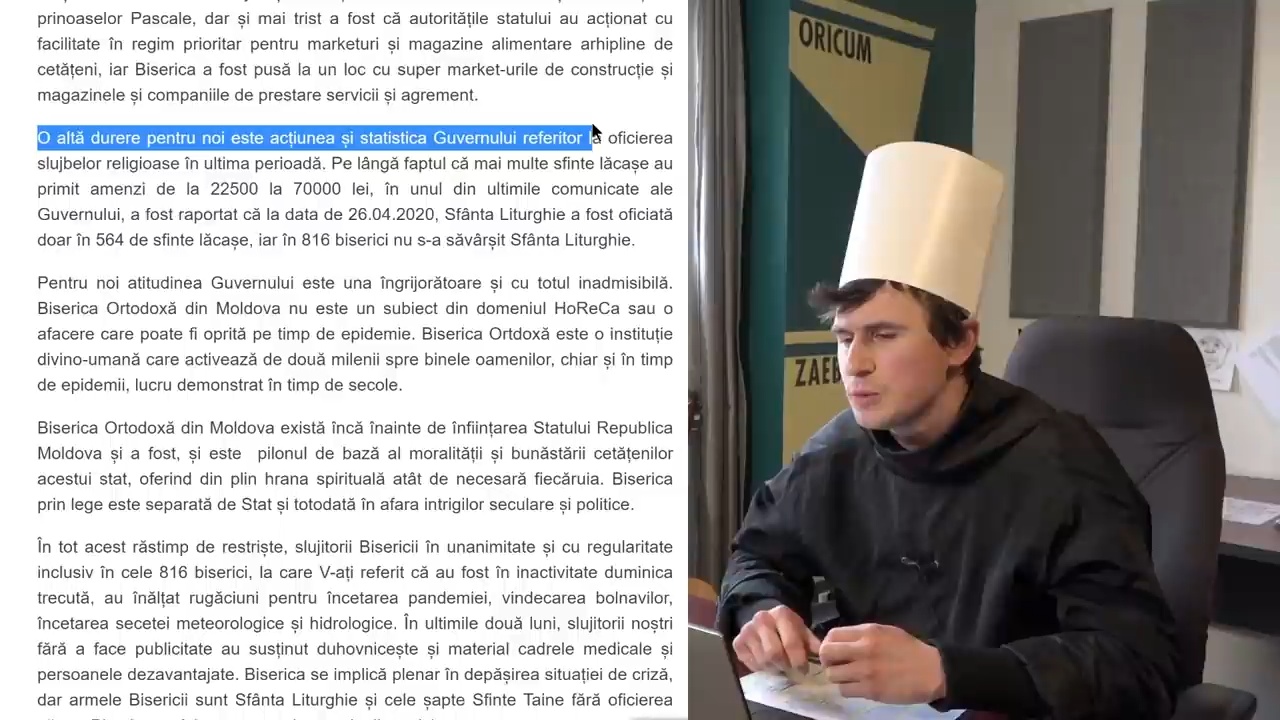 prinoaselor Pascale, dar și mai trist a fost că autoritățile statului au acționat cu
facilitate în regim prioritar pentru marketuri și magazine alimentare arhipline de
cetățeni, iar Biserica a fost pusă la un loc cu super market-urile de construcție și
magazinele și companiile de prestare servicii și agrement.
O altă durere pentru noi este acțiunea și statistica Guvernului referitor la oficierea
slujbelor religioase în ultima perioadă. Pe lângă faptul că mai multe sfinte lăcașe au
primit amenzi de la 22500 la 70000 lei, în unul din ultimile comunicate ale
Guvernului, a fost raportat că la data de 26.04.2020, Sfânta Liturghie a fost oficiată
doar în 564 de sfinte lăcașe, iar în 816 biserici nu s-a săvârșit Sfânta Liturghie.
Pentru noi atitudinea Guvernului este una îngrijorătoare și cu totul inadmisibilă.
Biserica Ortodoxă din Moldova nu este un subiect din domeniul HoReCa sau o
afacere care poate fi oprită pe timp de epidemie. Biserica Ortdoxă este o instituție
divino-umană care activează de două milenii spre binele oamenilor, chiar și în timp
de epidemii, lucru demonstrat în timp de secole.
Biserica Ortodoxă din Moldova există încă înainte de înființarea Statului Republica
Moldova și a fost, și este pilonul de bază al moralității și bunăstării cetățenilor
acestui stat, oferind din plin hrana spirituală atât de necesară fiecăruia. Biserica
prin lege este separată de Stat și totodată în afara intrigilor seculare și politice.
În tot acest răstimp de restriște, slujitorii Bisericii în unanimitate și cu regularitate
inclusiv în cele 816 biserici, la care V-ați referit că au fost în inactivitate duminica
trecută, au înălțat rugăciuni pentru încetarea pandemiei, vindecarea bolnavilor,
încetarea secetei meteorologice și hidrologice. În ultimile două luni, slujitorii noștri
fără a face publicitate au susținut duhovnicește și material cadrele medicale și
persoanele dezavantajate. Biserica se implică plenar în depășirea situației de criză,
dar armele Bisericii sunt Sfânta Liturghie și cele șapte Sfinte Taine fără oficierea
ORICUM
ZAEB